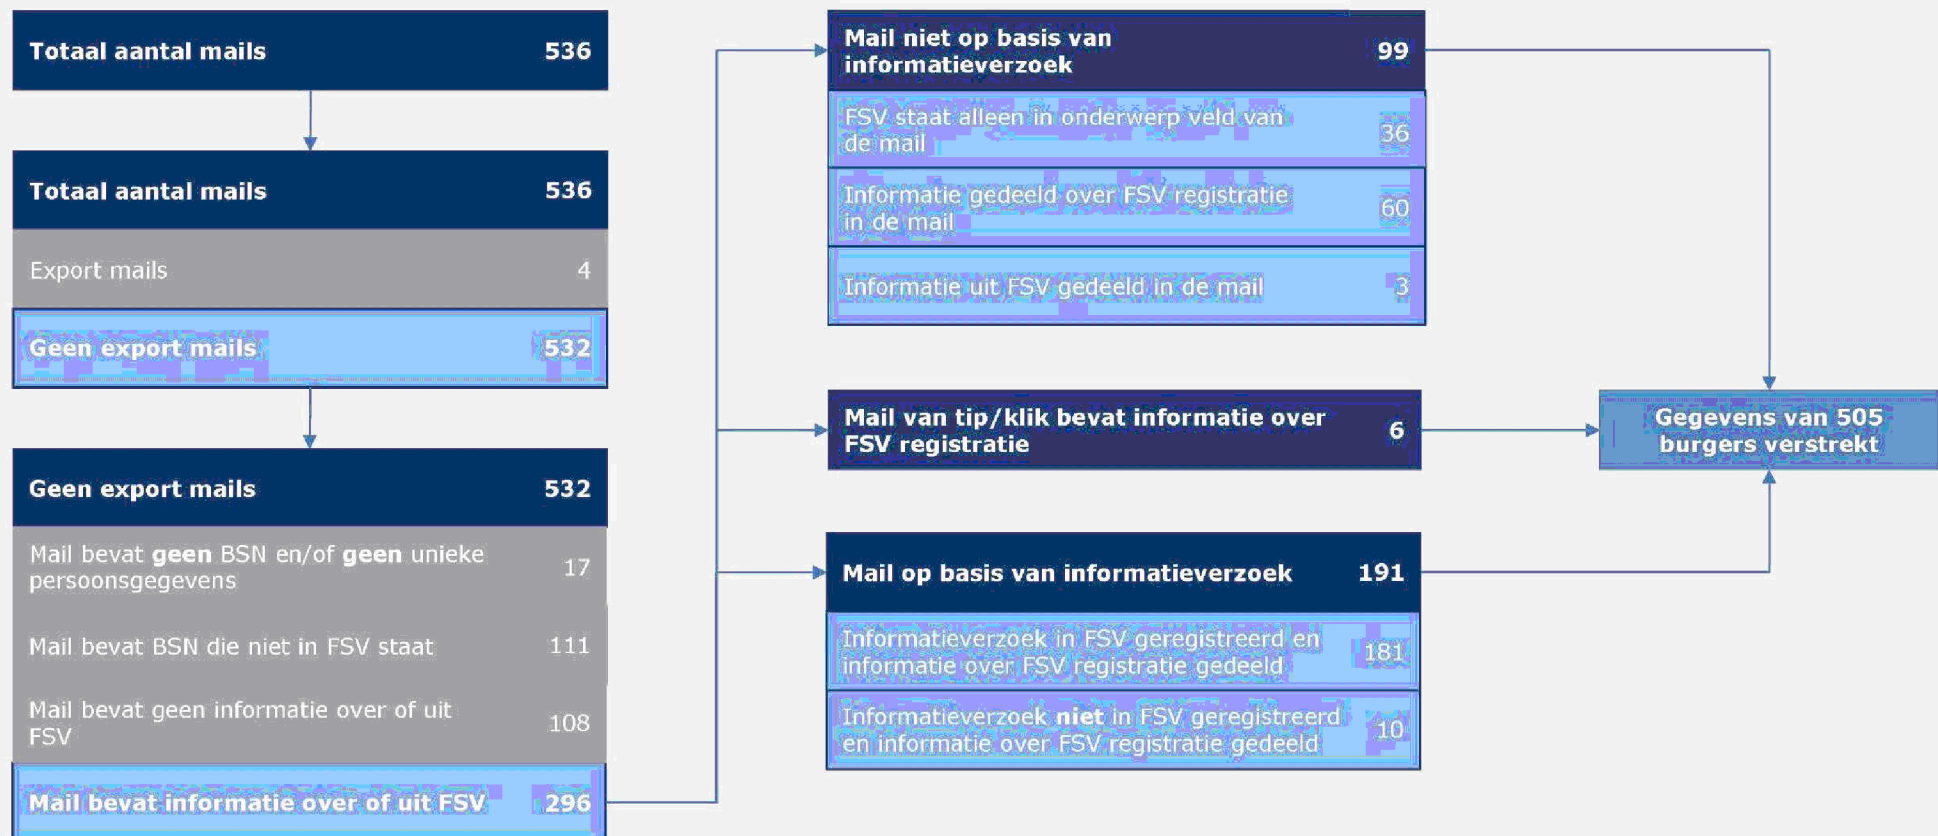 Totaal aantal mails 536
Totaal aantal mails 536
Export mails 4
Geen export mails 532
Geen export mails 532
Mail bevat geen BSN en/of geen unieke
persoonsgegevens 17
Mail bevat BSN die niet in FSV staat 111
Mail bevat geen informatie over of uit
FSV 108
Mail bevat informatie over of uit FSV 296
Mail niet op basis van
informatieverzoek 99
FSV staat alleen in onderwerp veld van
de mail 36
Informatie gedeeld over FSV registratie
in de mail 60
Informatie uit FSV gedeeld in de mail 3
Mail van tip/klik bevat informatie over
FSV registratie 6
Mail op basis van informatieverzoek 191
Informatieverzoek in FSV geregistreerd en
informatie over FSV registratie gedeeld 181
Informatieverzoek niet in FSV geregistreerd
en informatie over FSV registratie gedeeld 10
Gegevens van 505
burgers verstrekt